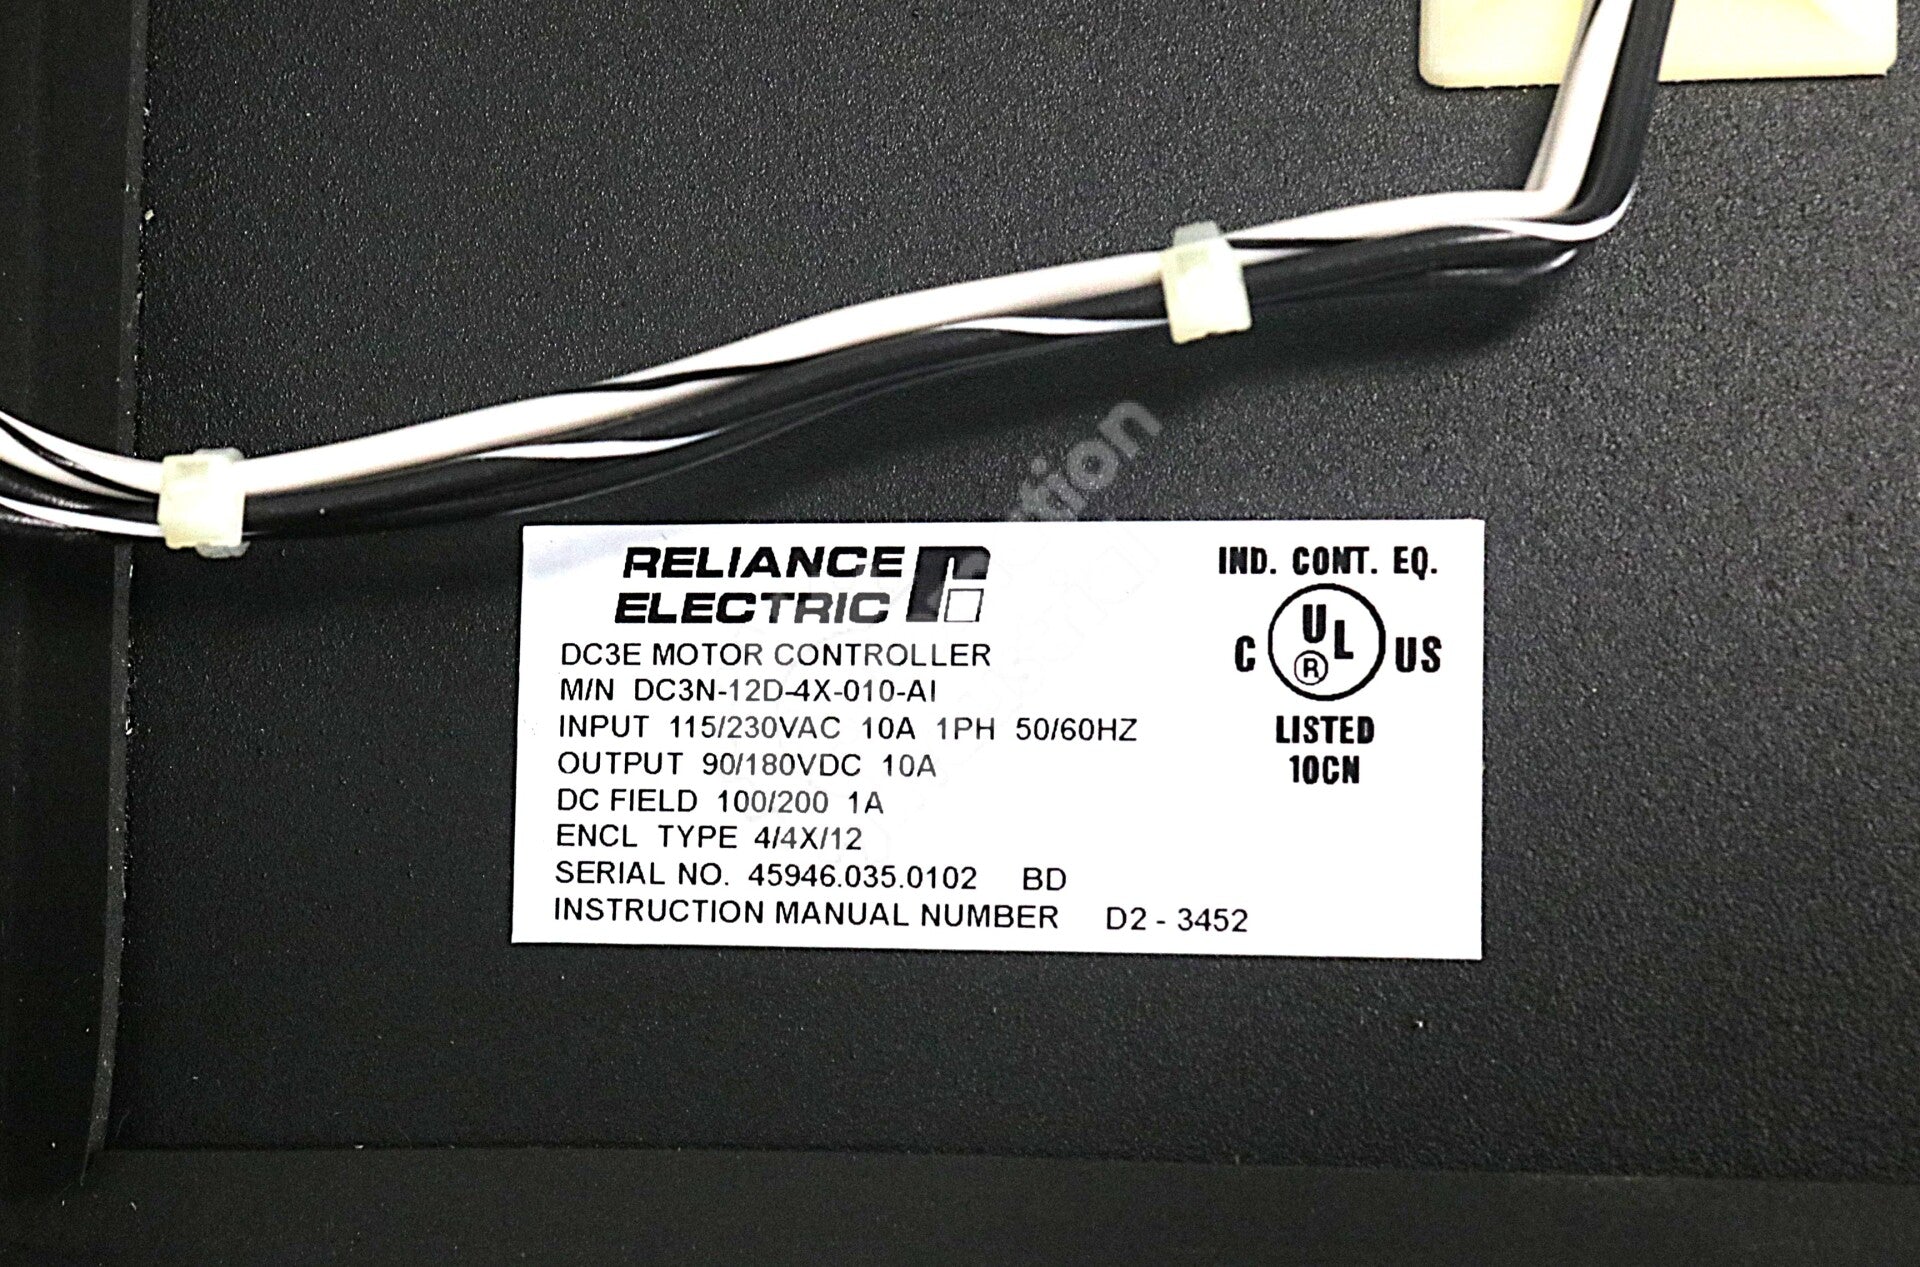 RELIANCE
ELECTRIC
DC3E MOTOR CONTROLLER
M/N DC3N-12D-4X-010-AI
INPUT 115/230VAC 10A 1PH 50/60HZ
OUTPUT 90/180VDC 10A
DC FIELD 100/200 1A
ENCL TYPE 4/4X/12
SERIAL NO. 45946.035.0102 BD
INSTRUCTION MANUAL NUMBER D2 - 3452
IND. CONT. EQ.
C UL ® US
LISTED
10CN